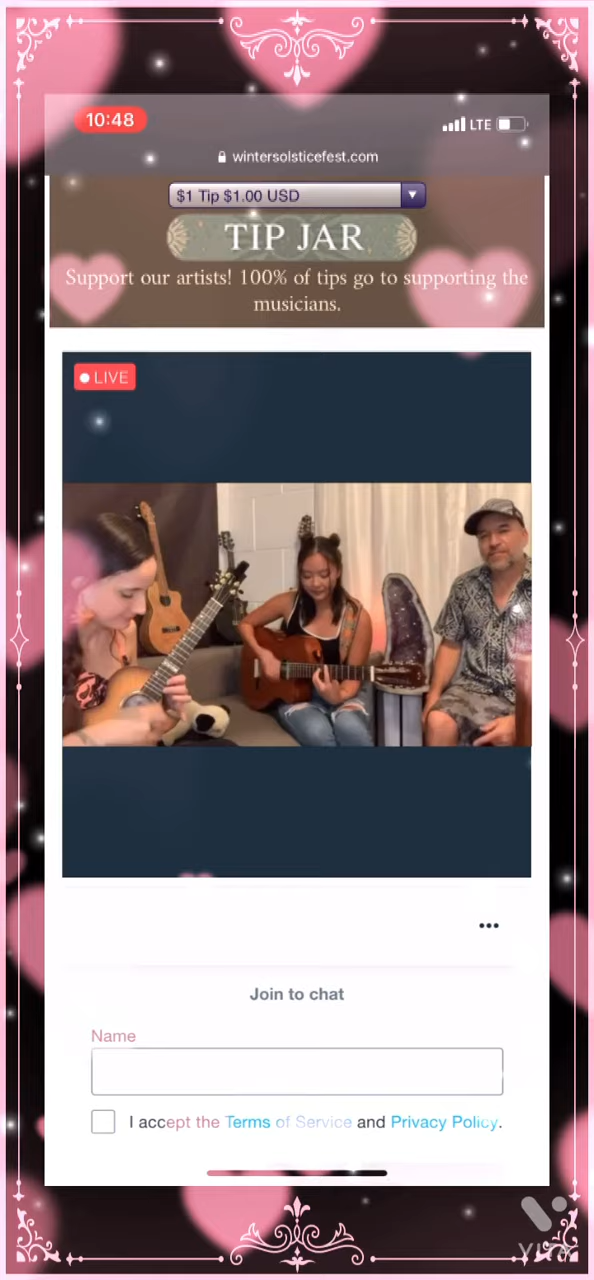 10:48
LTE
wintersolsticefest.com
$1 Tip $1.00 USD
TIP JAR
Support our artists! 100% of tips go to supporting the
musicians.
LIVE
Join to chat
Name
I accept the Terms of Service and Privacy Policy.
VITA